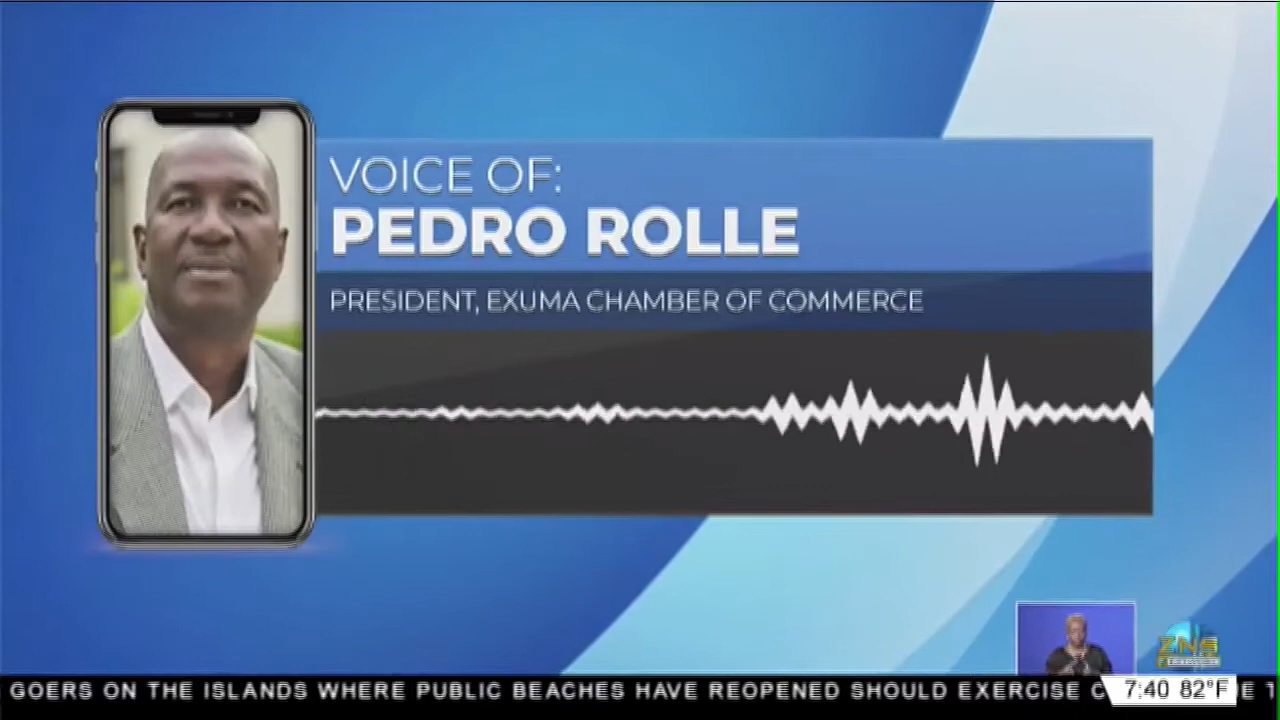 VOICE OF:
PEDRO ROLLE
PRESIDENT, EXUMA CHAMBER OF COMMERCE
ZNS
GOERS ON THE ISLANDS WHERE PUBLIC BEACHES HAVE REOPENED SHOULD EXERCISE
7:40 82°F